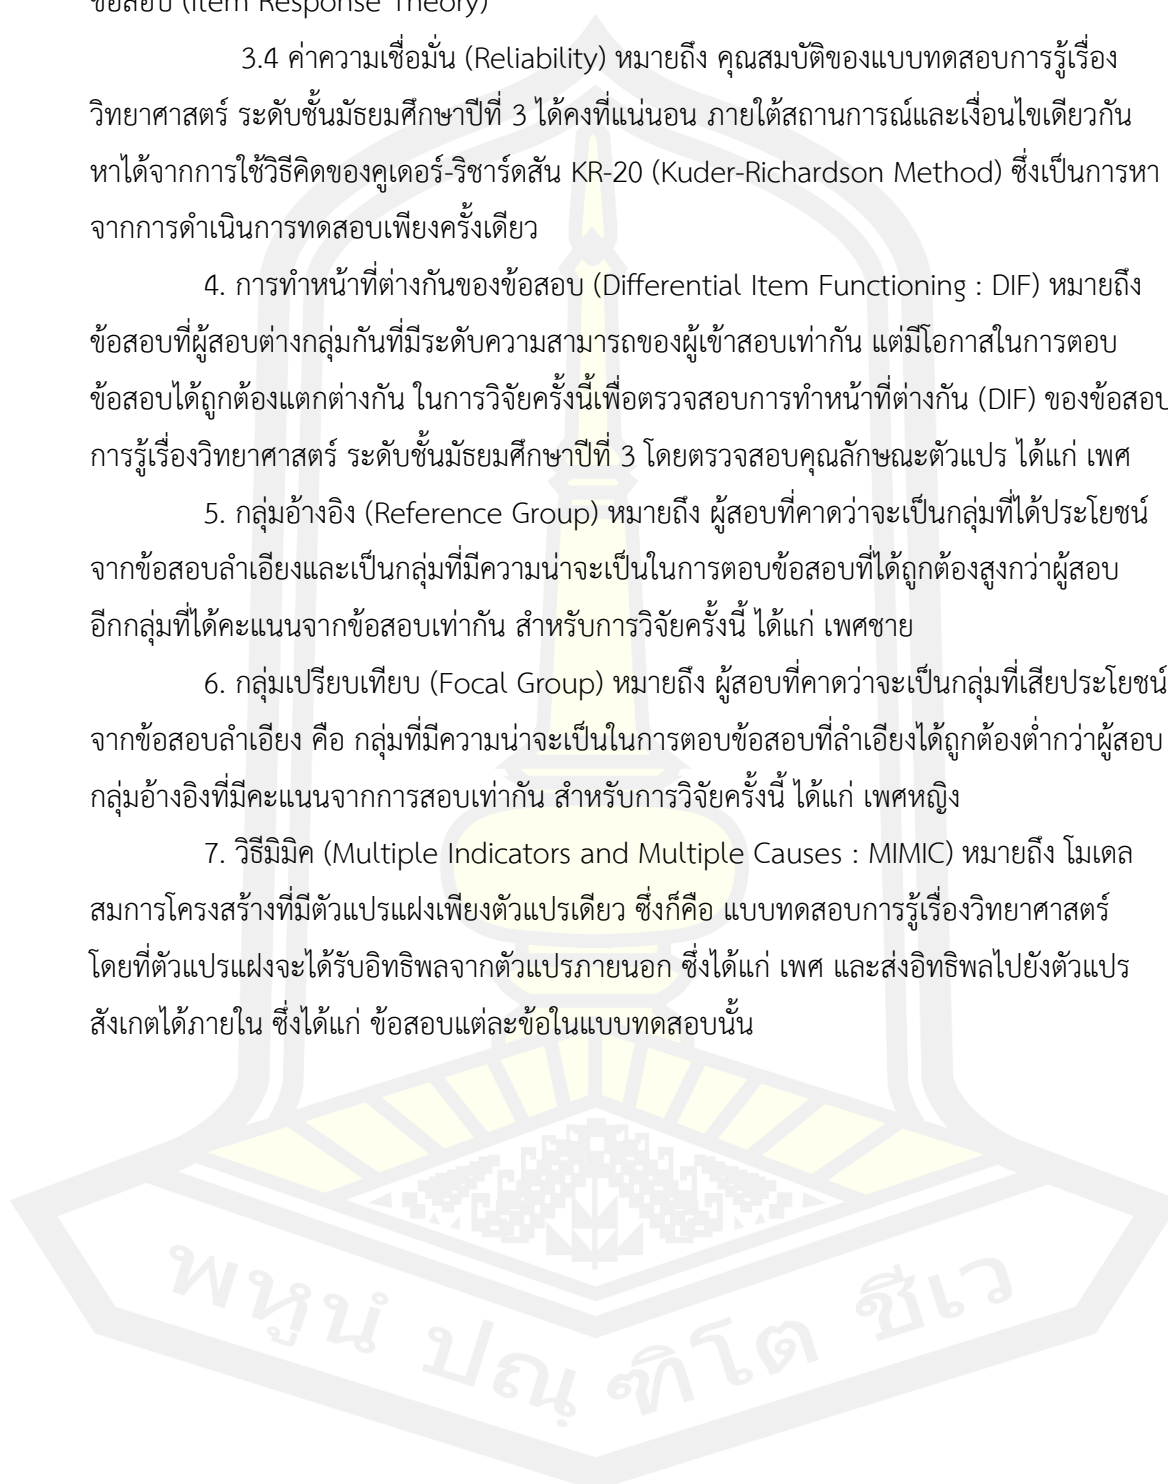 ข้อสอบ (Item Response Theory)
3.4 ค่าความเชื่อมั่น (Reliability) หมายถึง คุณสมบัติของแบบทดสอบการรู้เรื่อง
วิทยาศาสตร์ ระดับชั้นมัธยมศึกษาปีที่ 3 ได้คงที่แน่นอน ภายใต้สถานการณ์และเงื่อนไขเดียวกัน
หาได้จากการใช้วิธีคิดของคูเดอร์-ริชาร์ดสัน KR-20 (Kuder-Richardson Method) ซึ่งเป็นการหา
จากการดำเนินการทดสอบเพียงครั้งเดียว
4. การทำหน้าที่ต่างกันของข้อสอบ (Differential Item Functioning : DIF) หมายถึง
ข้อสอบที่ผู้สอบต่างกลุ่มกันที่มีระดับความสามารถของผู้เข้าสอบเท่ากัน แต่มีโอกาสในการตอบ
ข้อสอบได้ถูกต้องแตกต่างกัน ในการวิจัยครั้งนี้เพื่อตรวจสอบการทำหน้าที่ต่างกัน (DIF) ของข้อสอบ
การรู้เรื่องวิทยาศาสตร์ ระดับชั้นมัธยมศึกษาปีที่ 3 โดยตรวจสอบคุณลักษณะตัวแปร ได้แก่ เพศ
5. กลุ่มอ้างอิง (Reference Group) หมายถึง ผู้สอบที่คาดว่าจะเป็นกลุ่มที่ได้ประโยชน์
จากข้อสอบลำเอียงและเป็นกลุ่มที่มีความน่าจะเป็นในการตอบข้อสอบที่ได้ถูกต้องสูงกว่าผู้สอบ
อีกกลุ่มที่ได้คะแนนจากข้อสอบเท่ากัน สำหรับการวิจัยครั้งนี้ ได้แก่ เพศชาย
6. กลุ่มเปรียบเทียบ (Focal Group) หมายถึง ผู้สอบที่คาดว่าจะเป็นกลุ่มที่เสียประโยชน์
จากข้อสอบลำเอียง คือ กลุ่มที่มีความน่าจะเป็นในการตอบข้อสอบที่ลำเอียงได้ถูกต้องต่ำกว่าผู้สอบ
กลุ่มอ้างอิงที่มีคะแนนจากการสอบเท่ากัน สำหรับการวิจัยครั้งนี้ ได้แก่ เพศหญิง
7. วิธีมิมิค (Multiple Indicators and Multiple Causes : MIMIC) หมายถึง โมเดล
สมการโครงสร้างที่มีตัวแปรแฝงเพียงตัวแปรเดียว ซึ่งก็คือ แบบทดสอบการรู้เรื่องวิทยาศาสตร์
โดยที่ตัวแปรแฝงจะได้รับอิทธิพลจากตัวแปรภายนอก ซึ่งได้แก่ เพศ และส่งอิทธิพลไปยังตัวแปร
สังเกตได้ภายใน ซึ่งได้แก่ ข้อสอบแต่ละข้อในแบบทดสอบนั้น
พหูนํ ปณฺฑิโต ชีเว